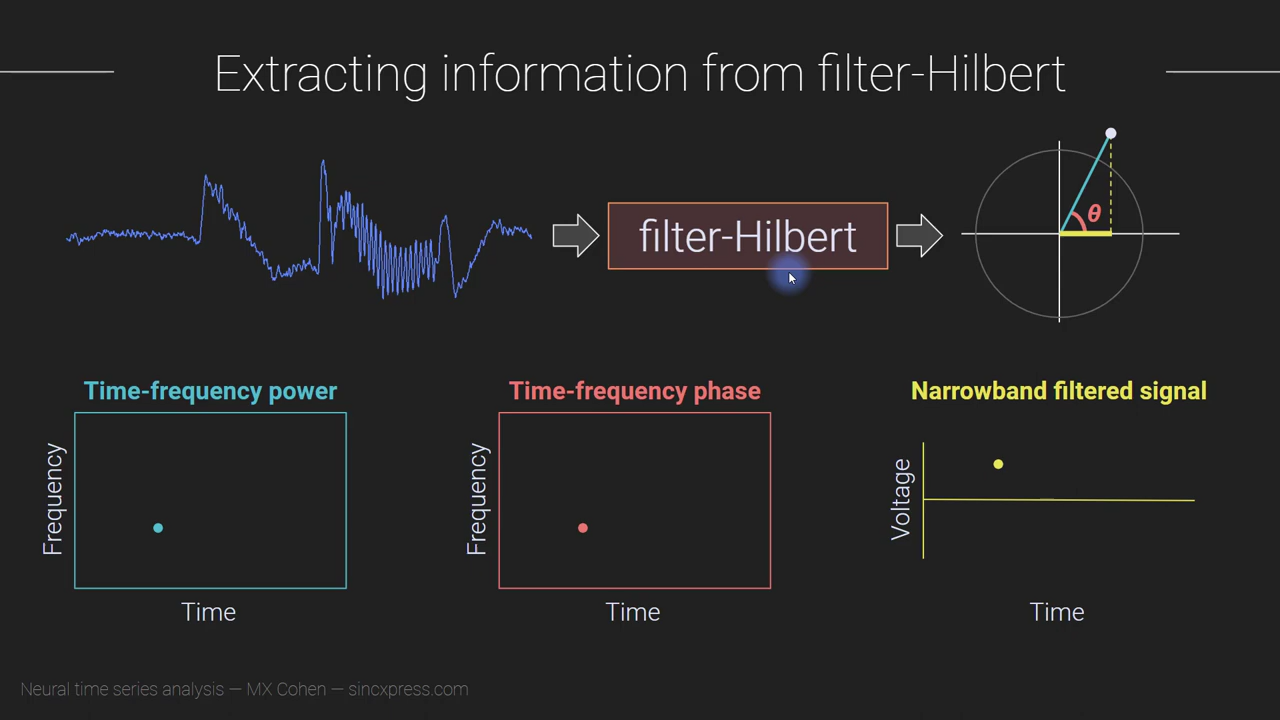 Extracting information from filter-Hilbert
filter-Hilbert
θ
Time-frequency power
Frequency
Time
Time-frequency phase
Frequency
Time
Narrowband filtered signal
Voltage
Time
Neural time series analysis — MX Cohen — sincxpress.com